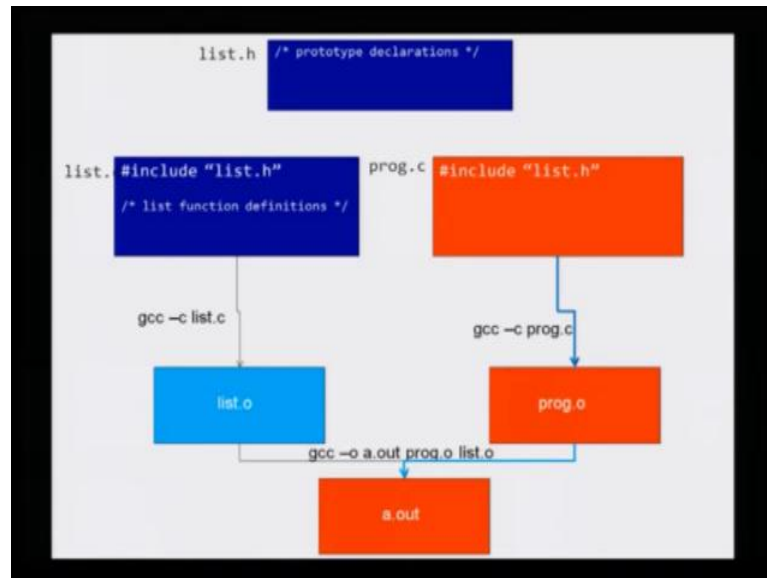 list.h
/* prototype declarations */
list.
#include “list.h”
/* list function definitions */
prog.c
#include “list.h”
gcc –c list.c
gcc –c prog.c
list.o
prog.o
gcc –o a.out prog.o list.o
a.out